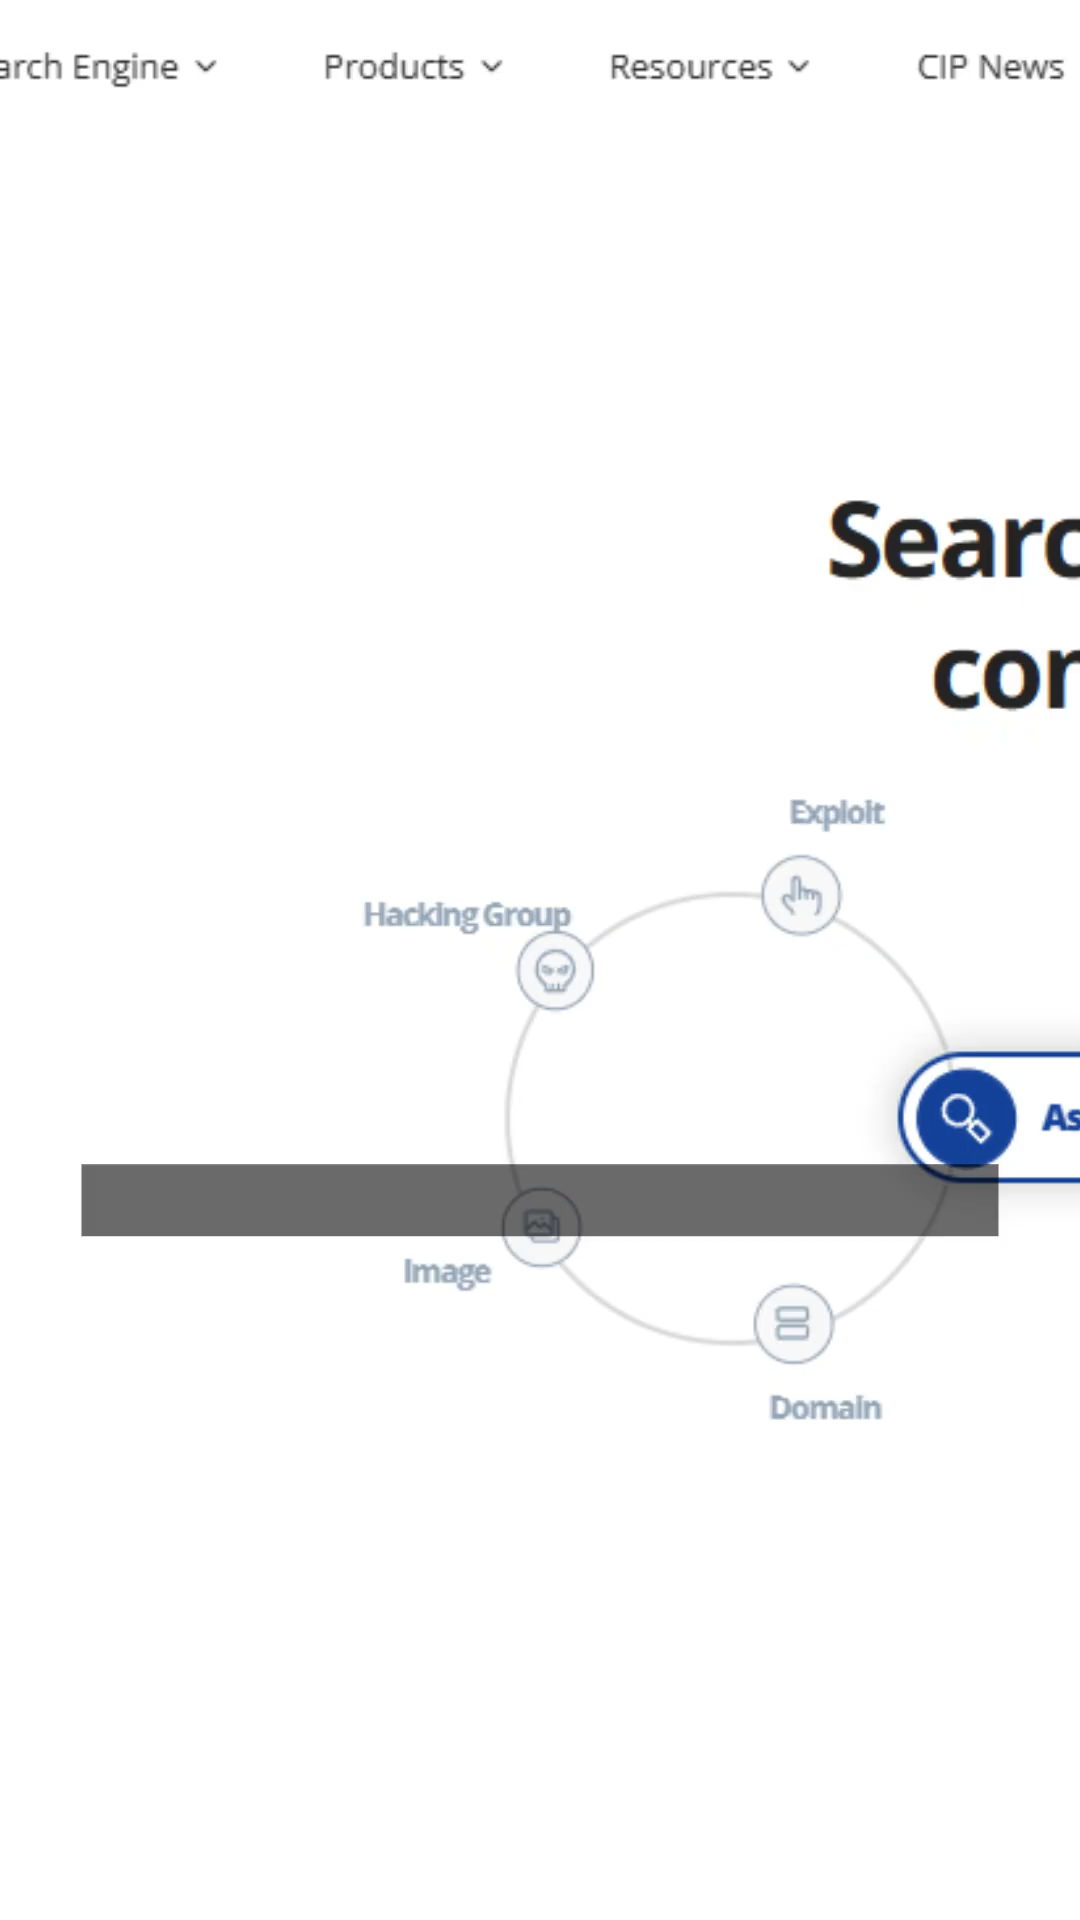 arch Engine Products Resources CIP News
Searc
cor
Exploit
Hacking Group
As
Image
Domain